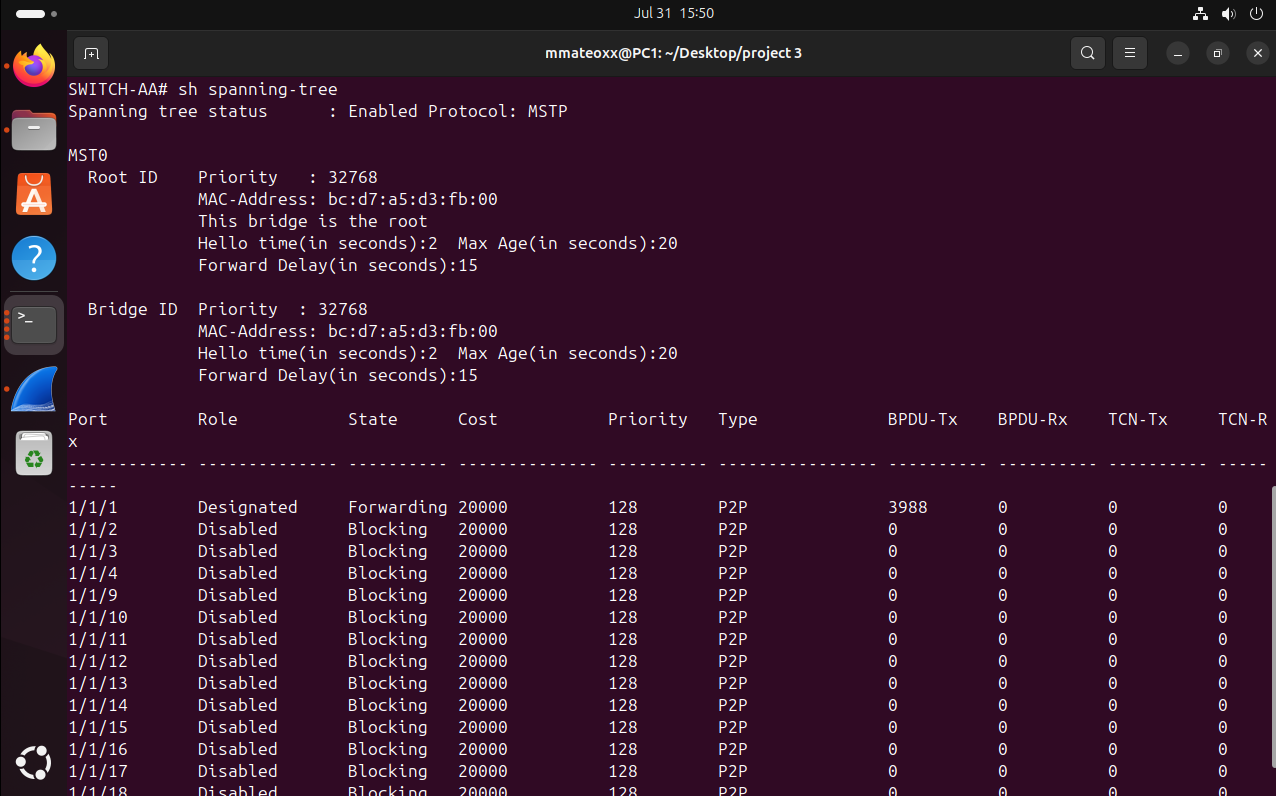 Jul 31 15:50
mmateoxx@PC1: ~/Desktop/project 3
SWITCH-AA# sh spanning-tree
Spanning tree status      : Enabled Protocol: MSTP
MST0
  Root ID    Priority   : 32768
             MAC-Address: bc:d7:a5:d3:fb:00
             This bridge is the root
             Hello time(in seconds):2  Max Age(in seconds):20
             Forward Delay(in seconds):15
  Bridge ID  Priority  : 32768
             MAC-Address: bc:d7:a5:d3:fb:00
             Hello time(in seconds):2  Max Age(in seconds):20
             Forward Delay(in seconds):15
Port         Role           State      Cost           Priority   Type             BPDU-Tx    BPDU-Rx    TCN-Tx     TCN-R
x
------------ -------------- ---------- -------------- ---------- ---------------- ---------- ---------- ---------- -----
-----
1/1/1        Designated     Forwarding 20000          128        P2P              3988       0          0          0
1/1/2        Disabled       Blocking   20000          128        P2P              0          0          0          0
1/1/3        Disabled       Blocking   20000          128        P2P              0          0          0          0
1/1/4        Disabled       Blocking   20000          128        P2P              0          0          0          0
1/1/9        Disabled       Blocking   20000          128        P2P              0          0          0          0
1/1/10       Disabled       Blocking   20000          128        P2P              0          0          0          0
1/1/11       Disabled       Blocking   20000          128        P2P              0          0          0          0
1/1/12       Disabled       Blocking   20000          128        P2P              0          0          0          0
1/1/13       Disabled       Blocking   20000          128        P2P              0          0          0          0
1/1/14       Disabled       Blocking   20000          128        P2P              0          0          0          0
1/1/15       Disabled       Blocking   20000          128        P2P              0          0          0          0
1/1/16       Disabled       Blocking   20000          128        P2P              0          0          0          0
1/1/17       Disabled       Blocking   20000          128        P2P              0          0          0          0
1/1/18       Disabled       Blocking   20000          128        P2P              0          0          0          0